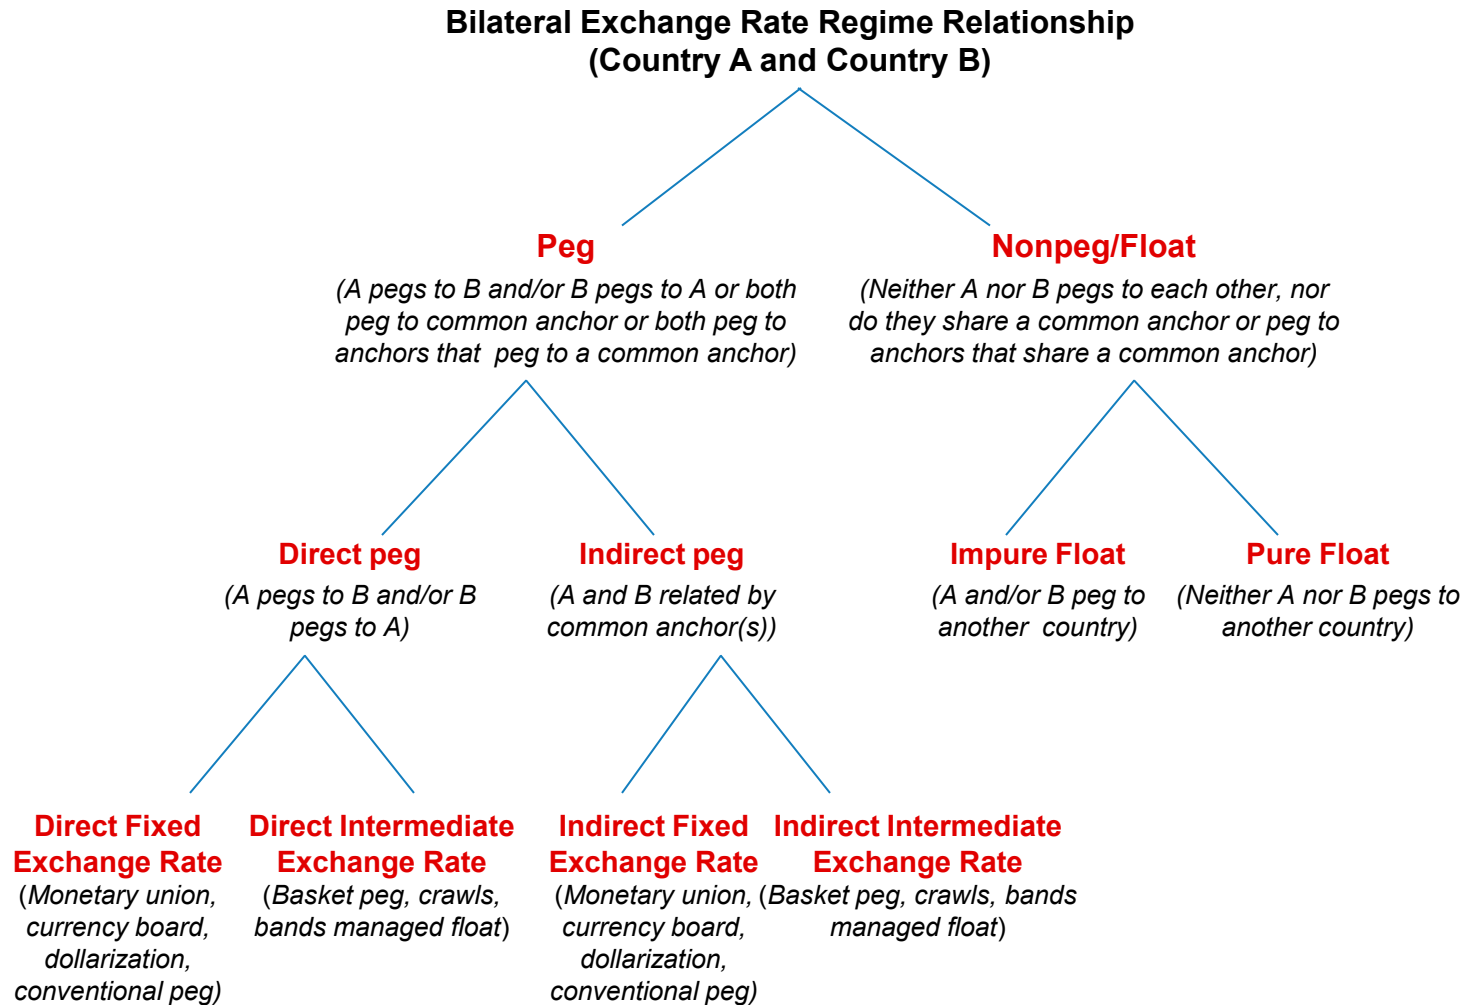 Bilateral Exchange Rate Regime Relationship
(Country A and Country B)
Peg
(A pegs to B and/or B pegs to A or both
peg to common anchor or both peg to
anchors that peg to a common anchor)
Nonpeg/Float
(Neither A nor B pegs to each other, nor
do they share a common anchor or peg to
anchors that share a common anchor)
Direct peg
(A pegs to B and/or B
pegs to A)
Indirect peg
(A and B related by
common anchor(s))
Impure Float
(A and/or B peg to
another country)
Pure Float
(Neither A nor B pegs to
another country)
Direct Fixed
Exchange Rate
(Monetary union,
currency board,
dollarization,
conventional peg)
Direct Intermediate
Exchange Rate
(Basket peg, crawls,
bands managed float)
Indirect Fixed
Exchange Rate
(Monetary union,
currency board,
dollarization,
conventional peg)
Indirect Intermediate
Exchange Rate
(Basket peg, crawls, bands
managed float)